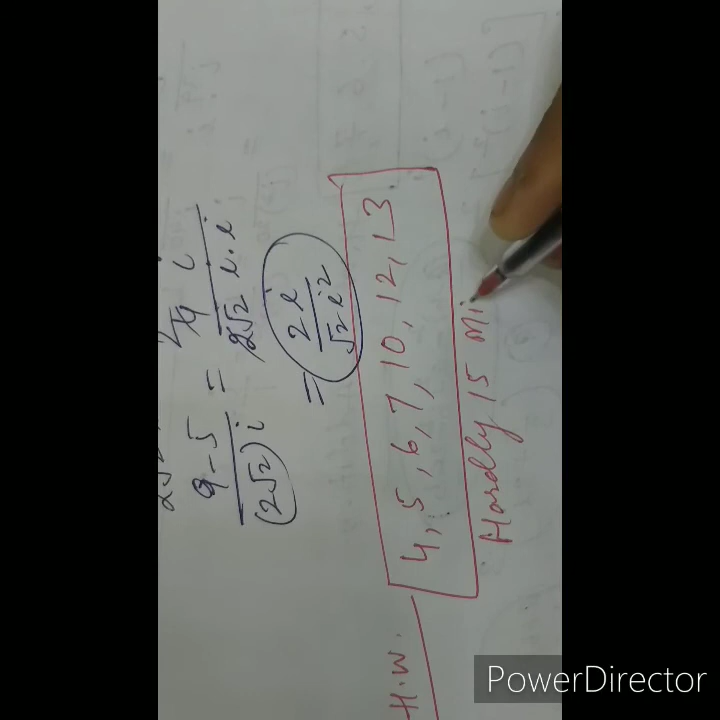 9-5/(2√2)i = 4i/2√2 i.i
= 2i/√2 i²
H.W. 4, 5, 6, 7, 10, 12, 13
Hardly 15 Mi
PowerDirector